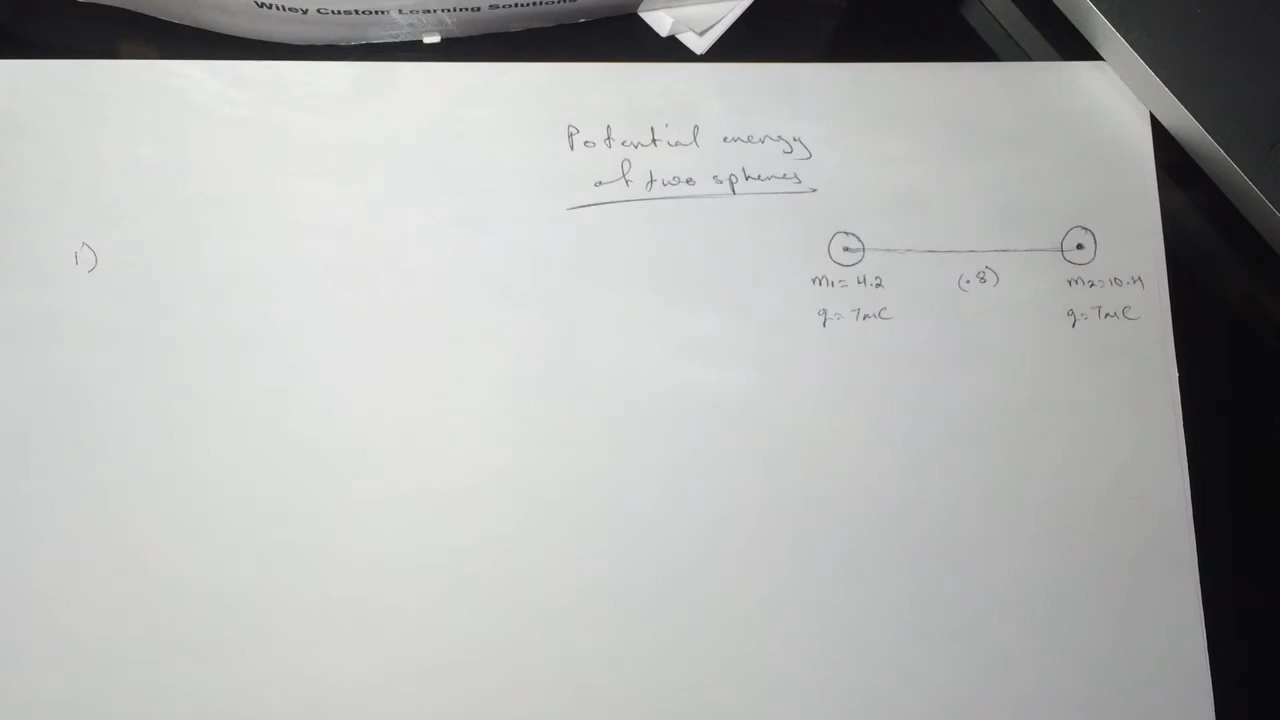 Wiley Custom Learning Solutions
Potential energy
of two spheres
1)
m1= 4.2 (.8) m2=10.4
q= 7mC q=7mC